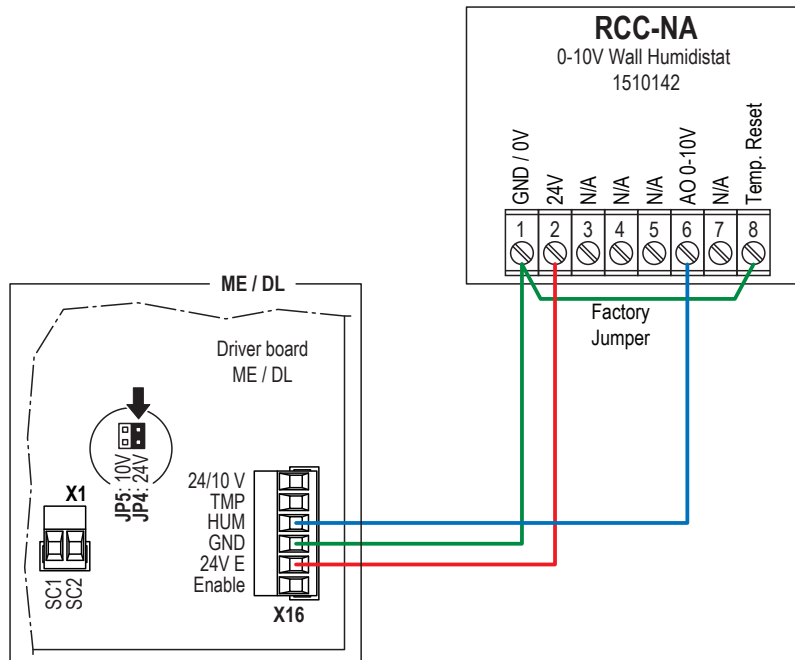 RCC-NA
0-10V Wall Humidistat
1510142
GND / 0V
24V
N/A
N/A
N/A
AO 0-10V
N/A
Temp. Reset
1 2 3 4 5 6 7 8
Factory
Jumper
ME / DL
Driver board
ME / DL
JP5: 10V
JP4: 24V
X1
SC1
SC2
24/10 V
TMP
HUM
GND
24V E
Enable
X16